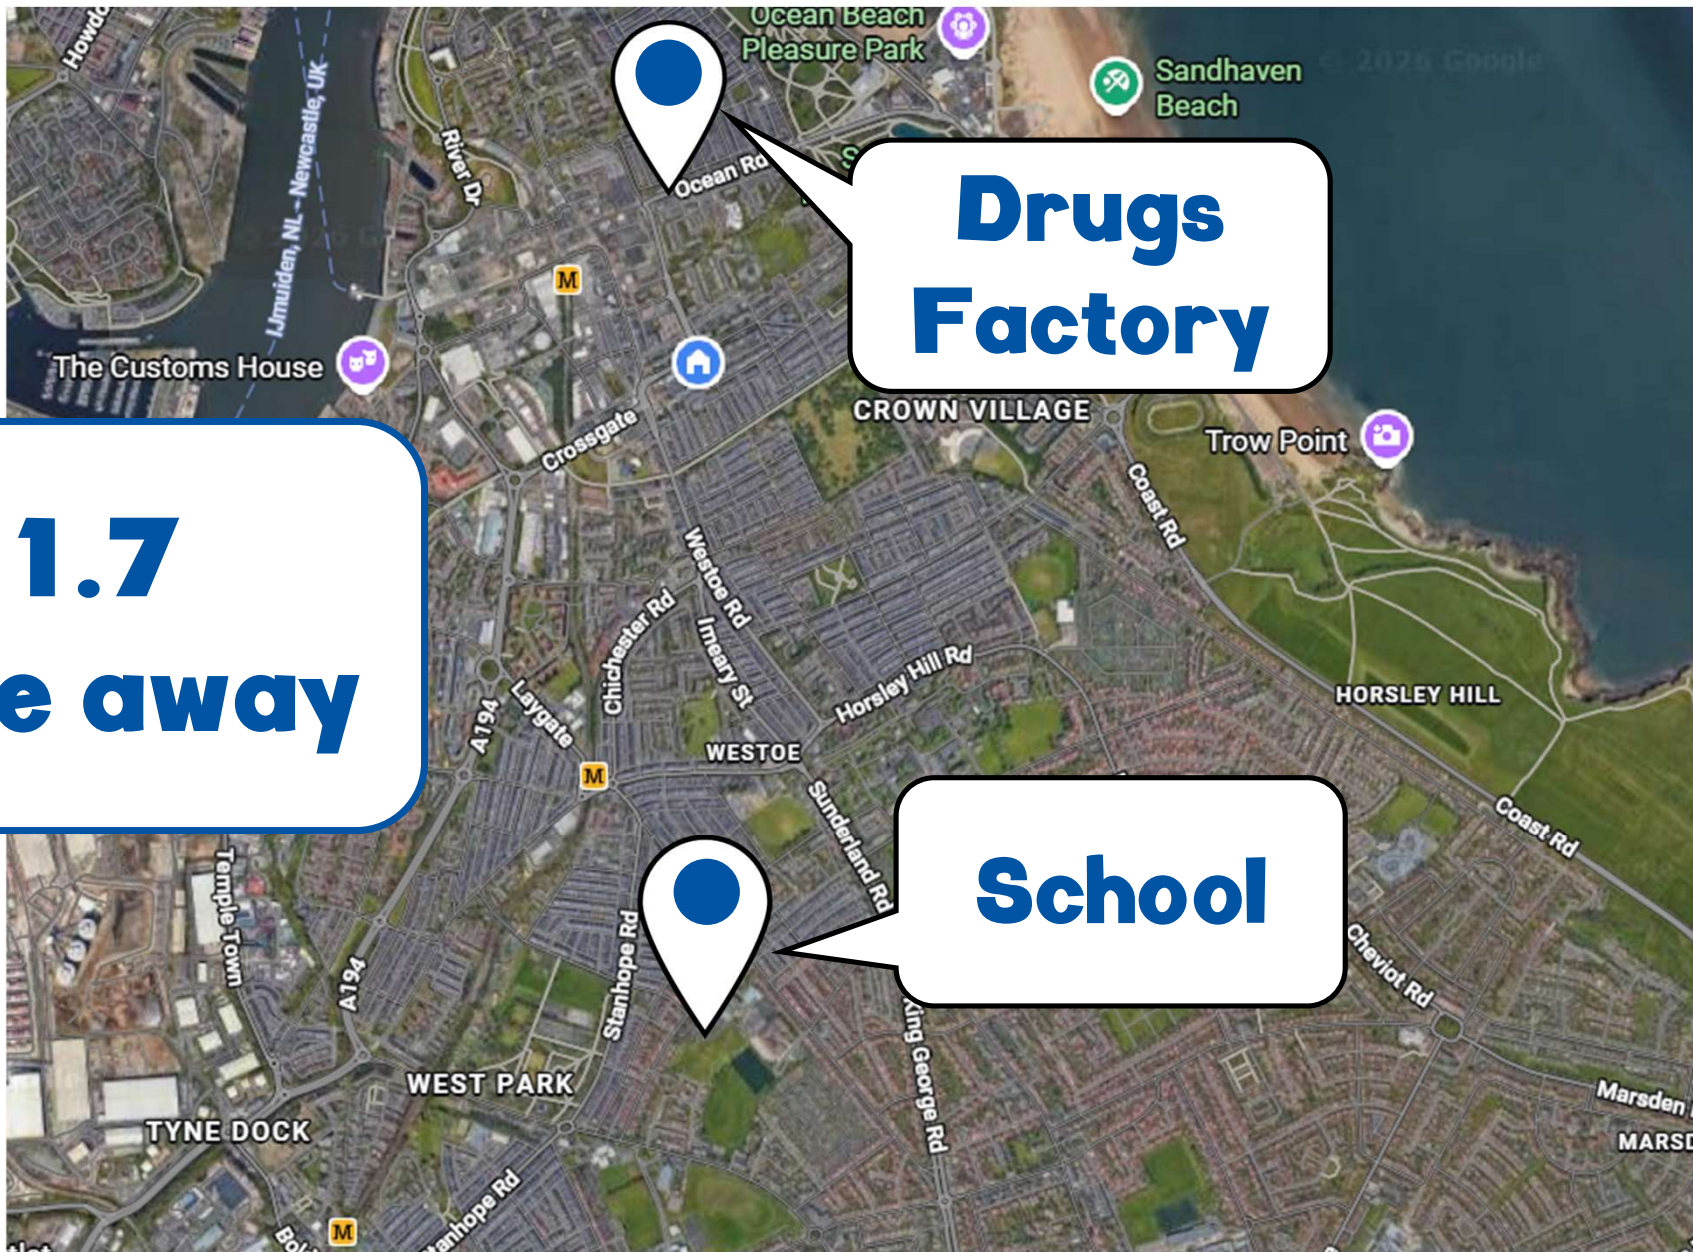 Ocean Beach
Pleasure Park
Sandhaven
Beach
© 2026 Google
River Dr
Ocean Rd
IJmuiden, NL - Newcastle, UK
Drugs
Factory
M
The Customs House
CROWN VILLAGE
Trow Point
Crossgate
Coast Rd
1.7
away
Westoe Rd
Chichester Rd
Imeary St
Horsley Hill Rd
HORSLEY HILL
Laygate
A194
WESTOE
M
Sunderland Rd
School
Coast Rd
Temple Town
Stanhope Rd
Cheviot Rd
A194
King George Rd
WEST PARK
TYNE DOCK
Marsden
Stanhope Rd
M